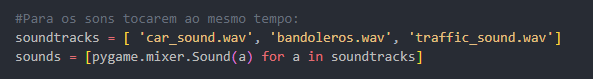 #Para os sons tocarem ao mesmo tempo:
soundtracks = [ 'car_sound.wav', 'bandoleros.wav', 'traffic_sound.wav']
sounds = [pygame.mixer.Sound(a) for a in soundtracks]